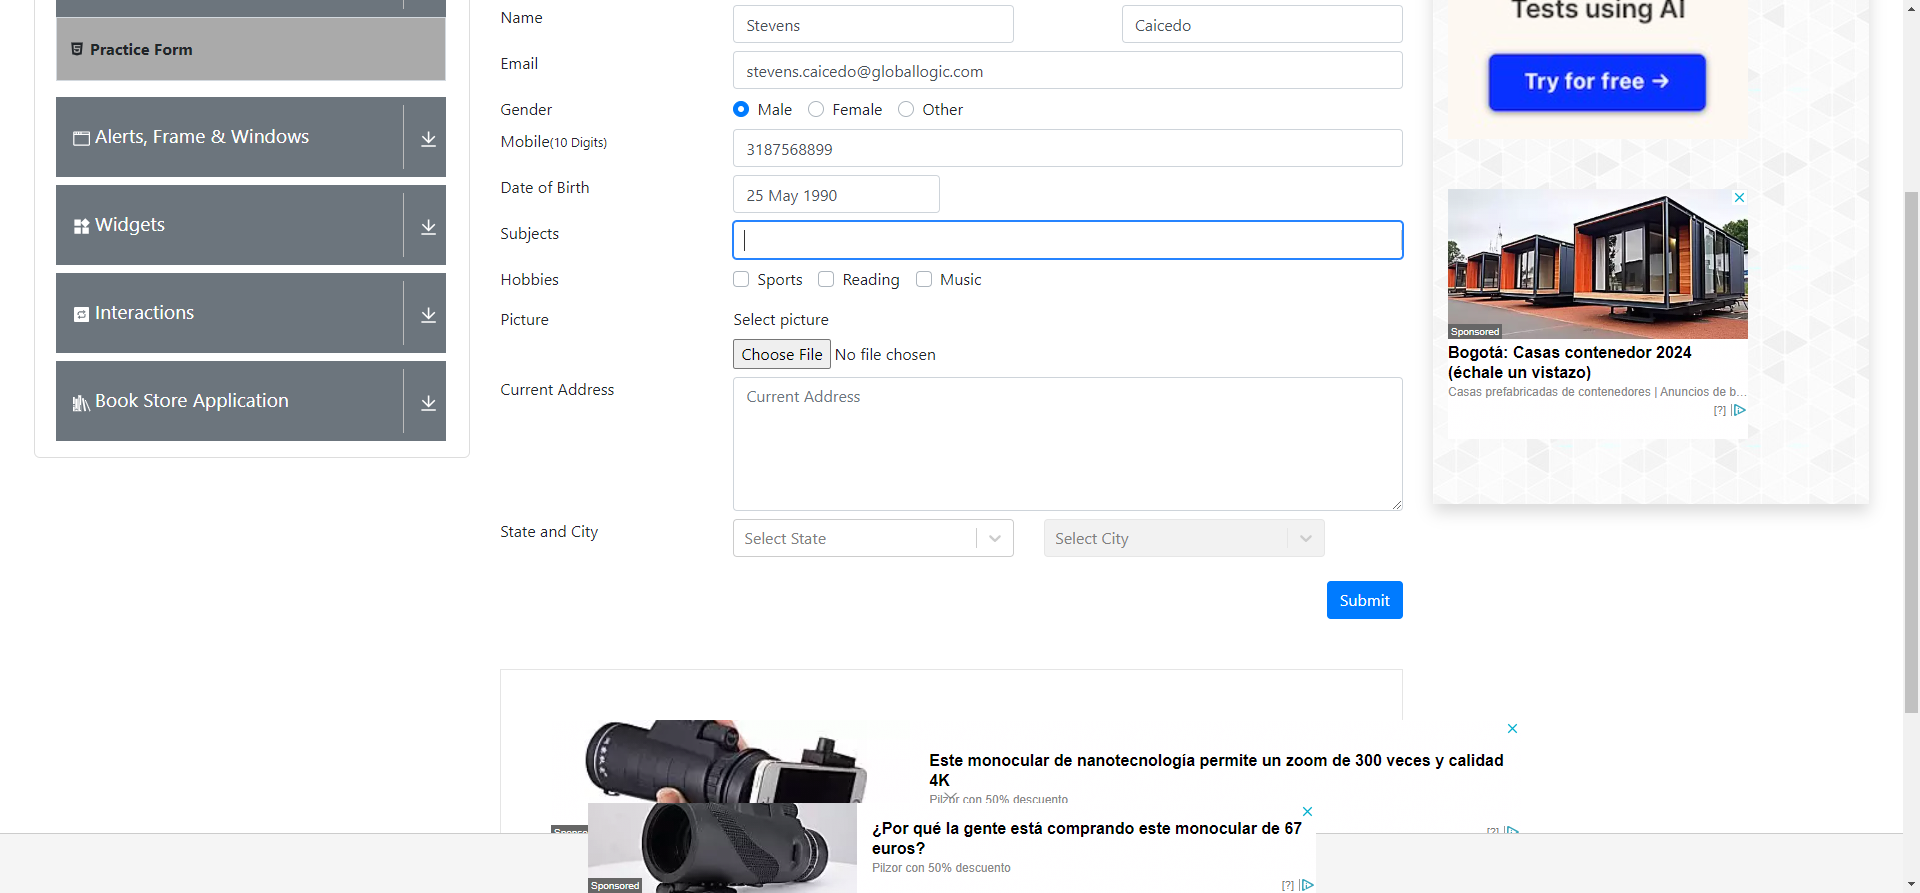 Practice Form
Alerts, Frame & Windows
Widgets
Interactions
Book Store Application
Name
Stevens
Caicedo
Email
stevens.caicedo@globallogic.com
Gender
Male
Female
Other
Mobile(10 Digits)
3187568899
Date of Birth
25 May 1990
Subjects
Hobbies
Sports
Reading
Music
Picture
Select picture
Choose File No file chosen
Current Address
Current Address
State and City
Select State
Select City
Submit
Tests using AI
Try for free →
Sponsored
Bogotá: Casas contenedor 2024
(échale un vistazo)
Casas prefabricadas de contenedores | Anuncios de b...
[?]
Este monocular de nanotecnología permite un zoom de 300 veces y calidad
4K
Pilzor con 50% descuento
[?]
¿Por qué la gente está comprando este monocular de 67
euros?
Pilzor con 50% descuento
Sponsored
[?]